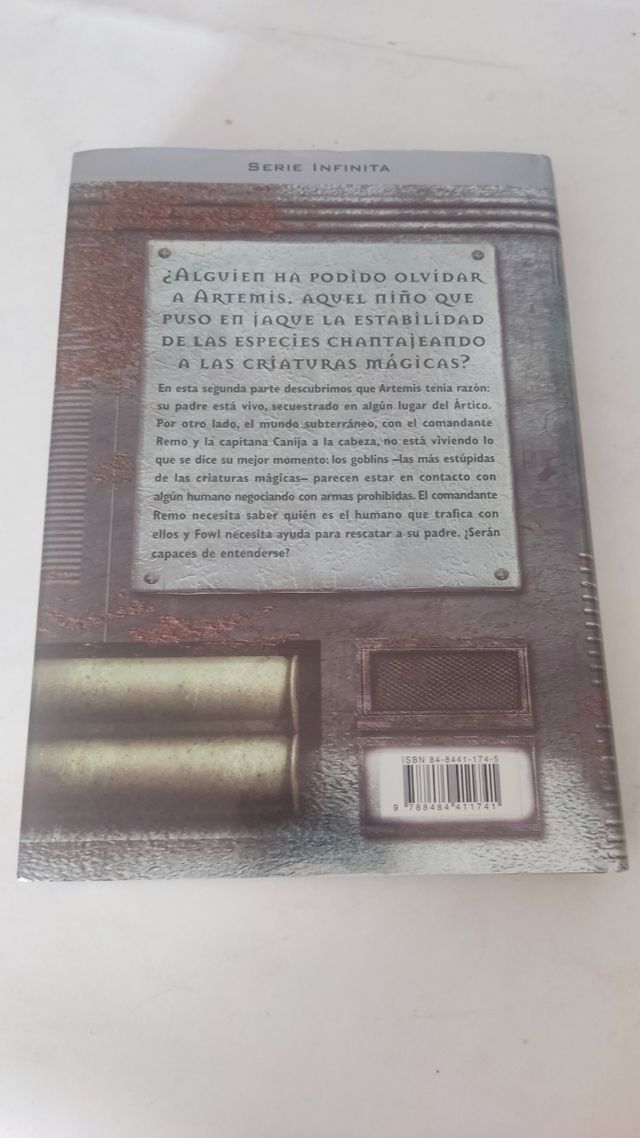 SERIE INFINITA
¿ALGUIEN HA PODIDO OLVIDAR
A ARTEMIS, AQUEL NIÑO QUE
PUSO EN JAQUE LA ESTABILIDAD
DE LAS ESPECIES CHANTAJEANDO
A LAS CRIATURAS MÁGICAS?
En esta segunda parte descubrimos que Artemis tenía razón:
su padre está vivo, secuestrado en algún lugar del Ártico.
Por otro lado, el mundo subterráneo, con el comandante
Remo y la capitana Canija a la cabeza, no está viviendo lo
que se dice su mejor momento: los goblins –las más estúpidas
de las criaturas mágicas– parecen estar en contacto con
algún humano negociando con armas prohibidas. El comandante
Remo necesita saber quién es el humano que trafica con
ellos y Fowl necesita ayuda para rescatar a su padre. ¿Serán
capaces de entenderse?
ISBN 84-8441-174-5
9 788484 411741